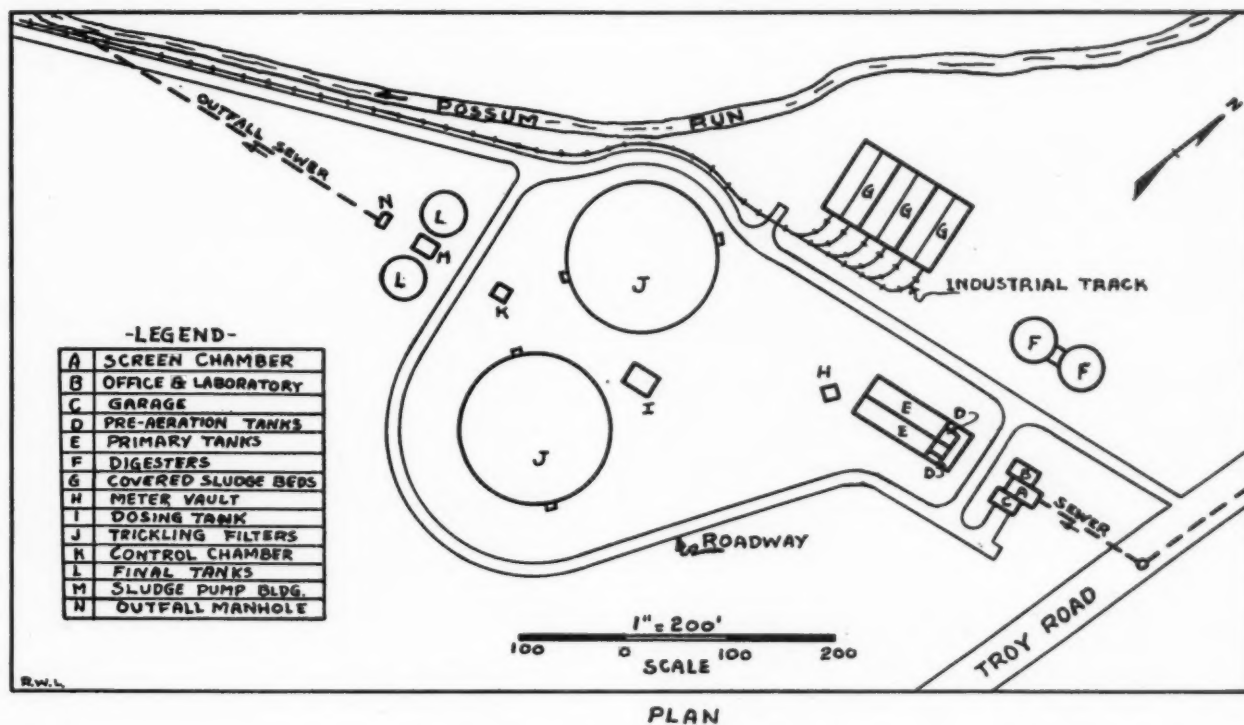 POSSUM RUN
N
OUTFALL SEWER
G
G
G
N
L
M
L
J
K
INDUSTRIAL TRACK
-LEGEND-
A SCREEN CHAMBER
B OFFICE & LABORATORY
C GARAGE
D PRE-AERATION TANKS
E PRIMARY TANKS
F DIGESTERS
G COVERED SLUDGE BEDS
H METER VAULT
I DOSING TANK
J TRICKLING FILTERS
K CONTROL CHAMBER
L FINAL TANKS
M SLUDGE PUMP BLDG.
N OUTFALL MANHOLE
F
F
H
I
E
E
D
D
J
B
A
C
SEWER
ROADWAY
TROY ROAD
1" = 200'
100 0 100 200
SCALE
R.W.L.
PLAN